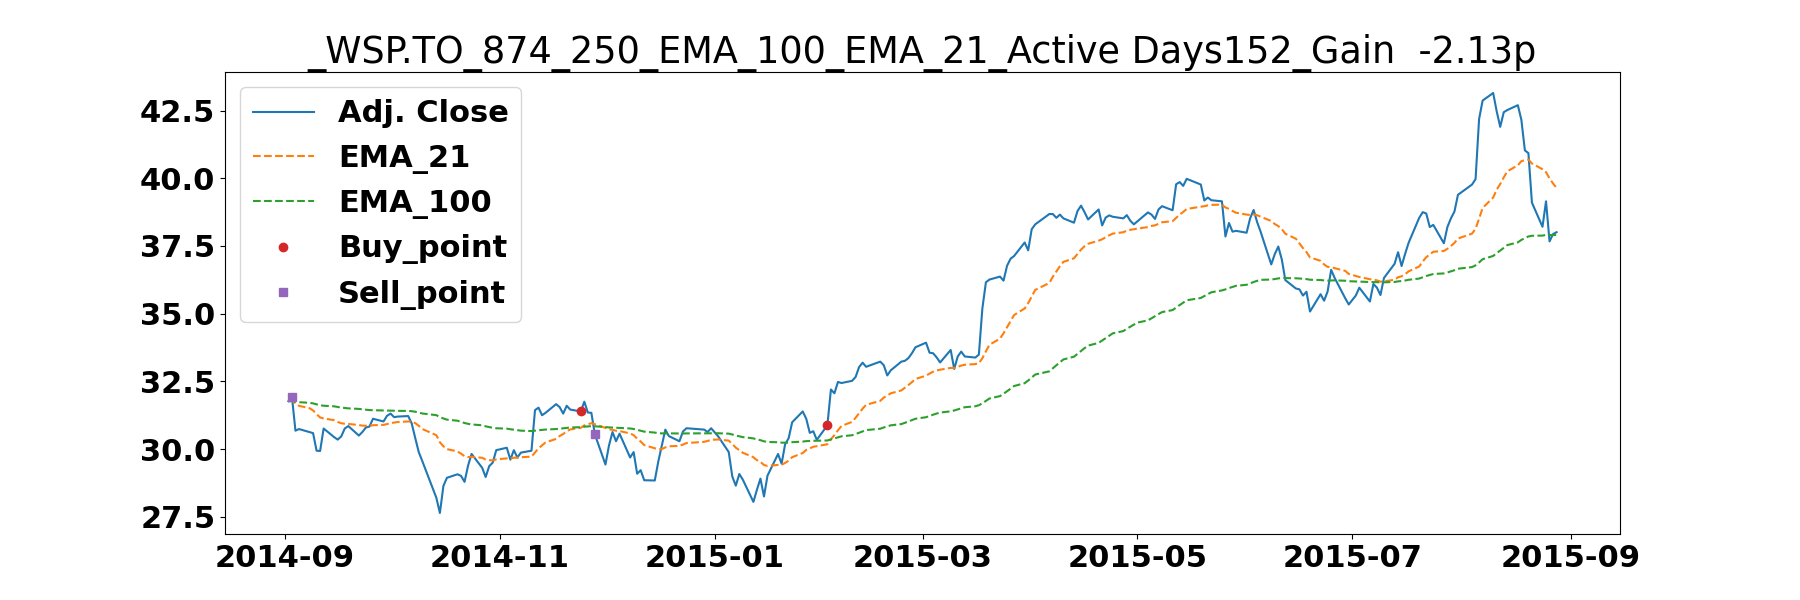 _WSP.TO_874_250_EMA_100_EMA_21_Active Days152_Gain  -2.13p
42.5
40.0
37.5
35.0
32.5
30.0
27.5
Adj. Close
EMA_21
EMA_100
Buy_point
Sell_point
2014-09 2014-11 2015-01 2015-03 2015-05 2015-07 2015-09